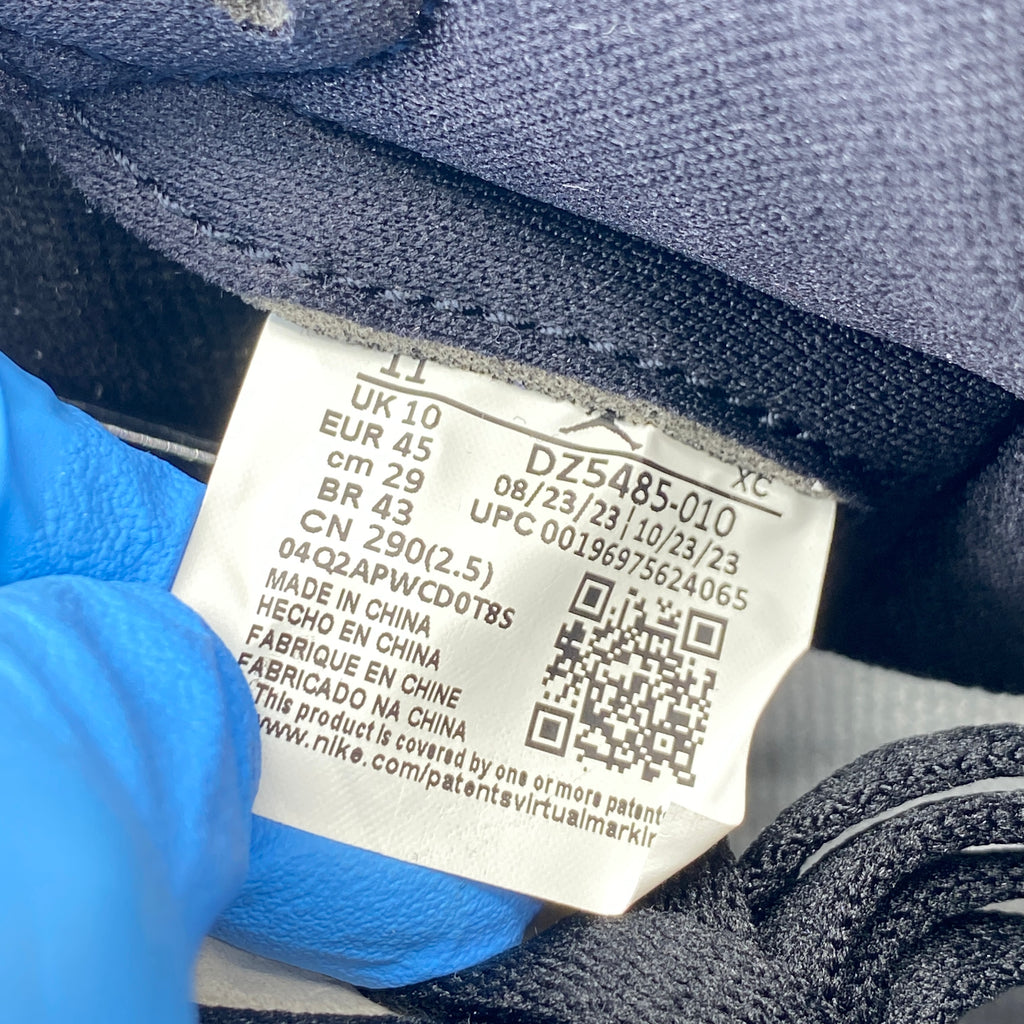 11
UK 10
EUR 45
cm 29
BR 43
CN 290(2.5)
04Q2APWCD0T8S
XC
DZ5485-010
08/23/23 | 10/23/23
UPC 00196975624065
MADE IN CHINA
HECHO EN CHINA
FABRIQUE EN CHINE
FABRICADO NA CHINA
This product is covered by one or more patent
www.nike.com/patentsvirtualmarkin